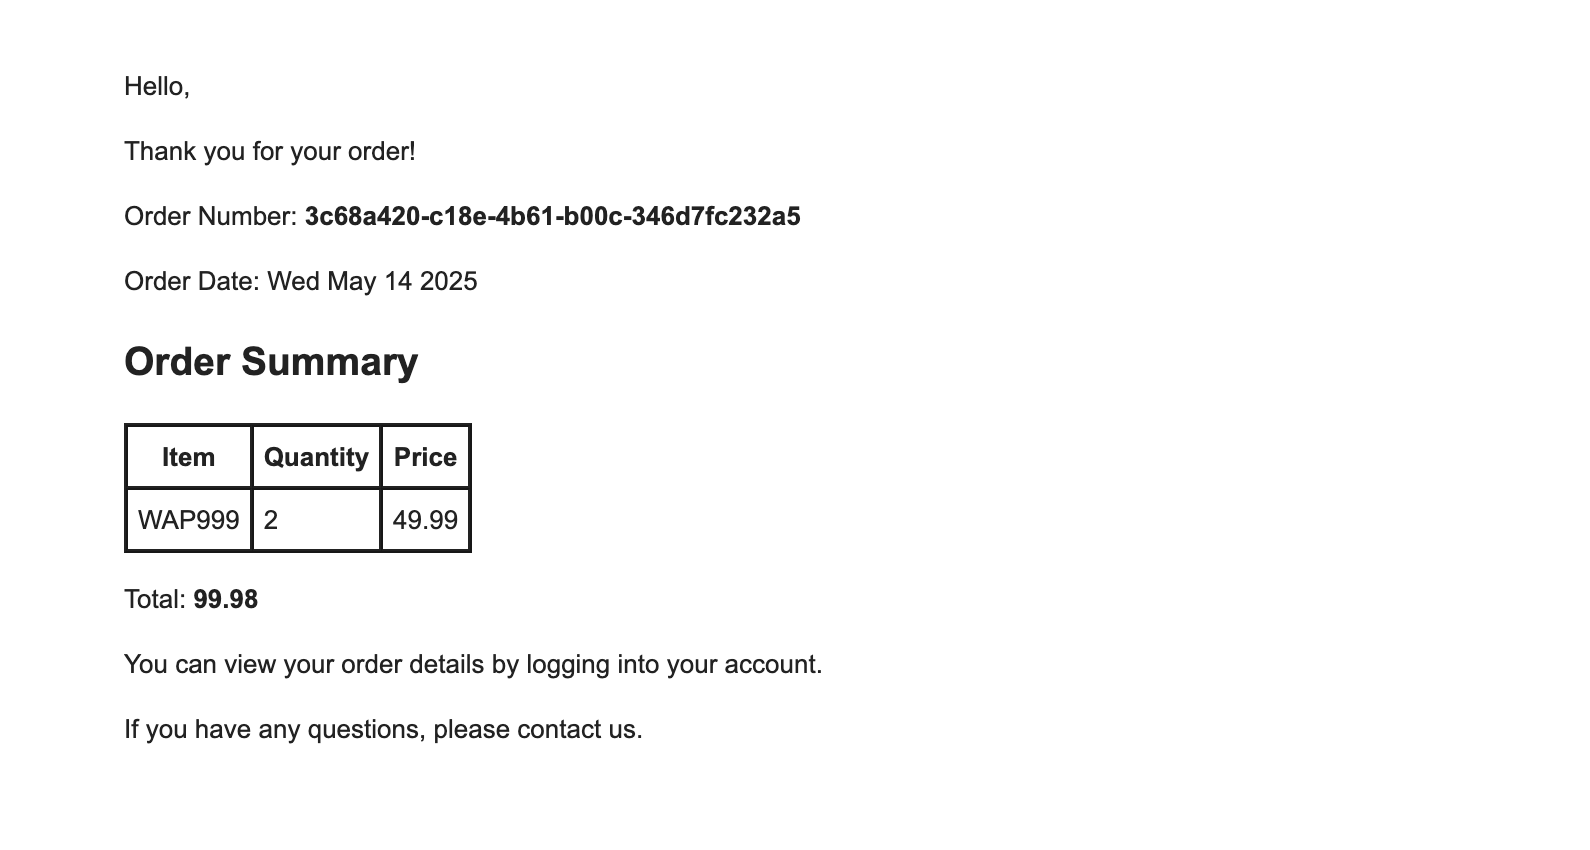 Hello,
Thank you for your order!
Order Number: 3c68a420-c18e-4b61-b00c-346d7fc232a5
Order Date: Wed May 14 2025
Order Summary
Item Quantity Price
WAP999 2 49.99
Total: 99.98
You can view your order details by logging into your account.
If you have any questions, please contact us.